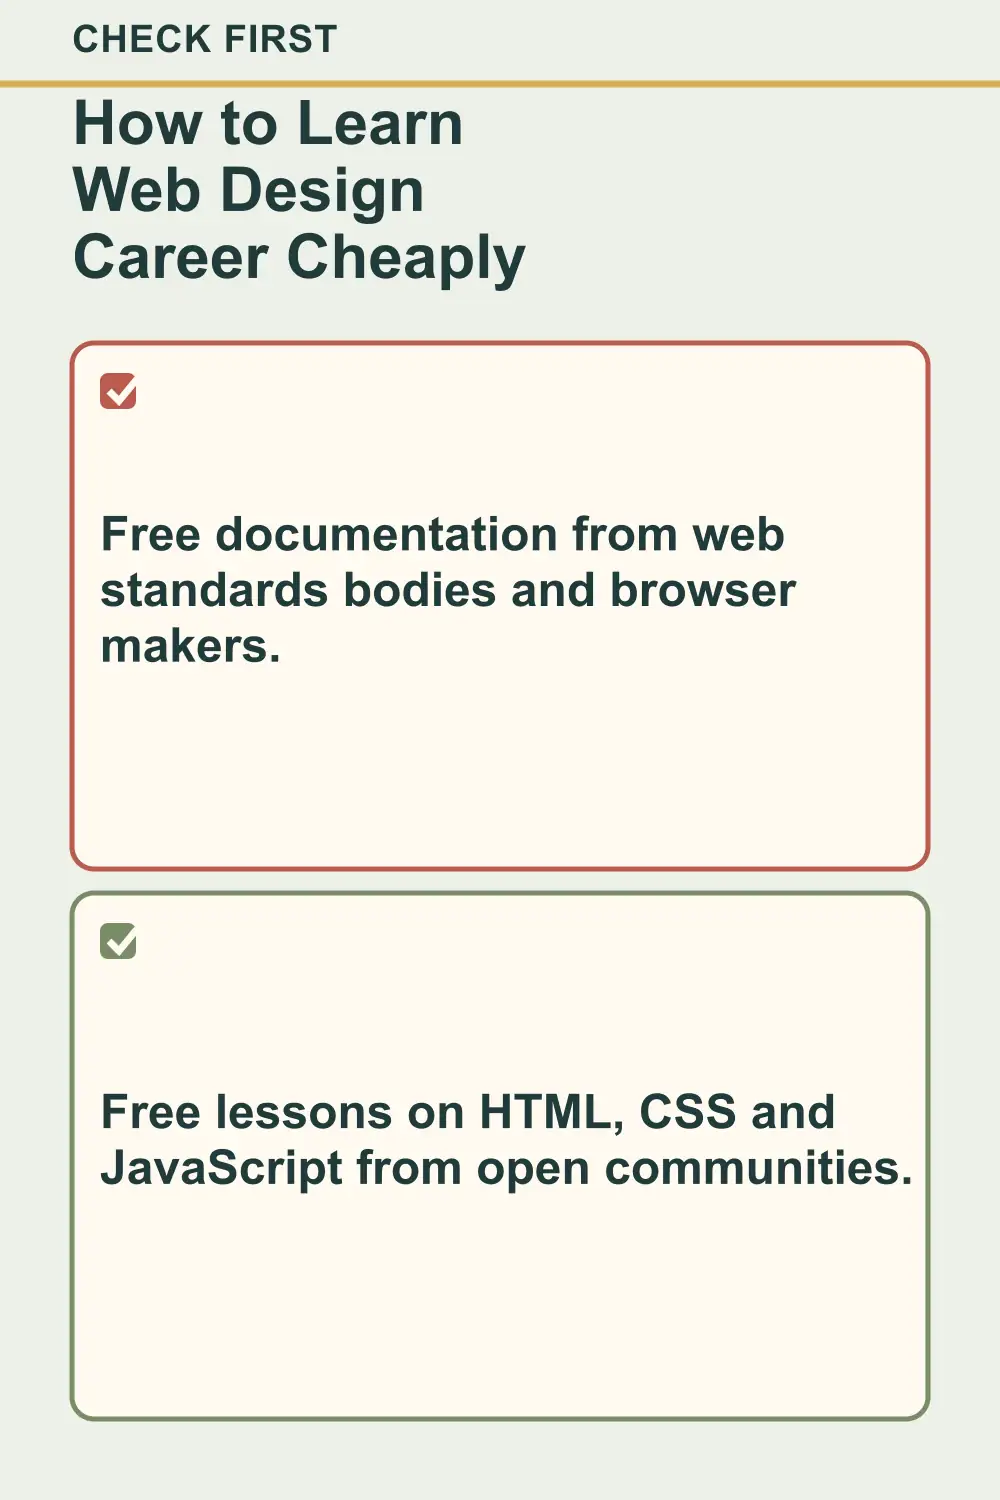 CHECK FIRST
How to Learn
Web Design
Career Cheaply
Free documentation from web
standards bodies and browser
makers.
Free lessons on HTML, CSS and
JavaScript from open communities.